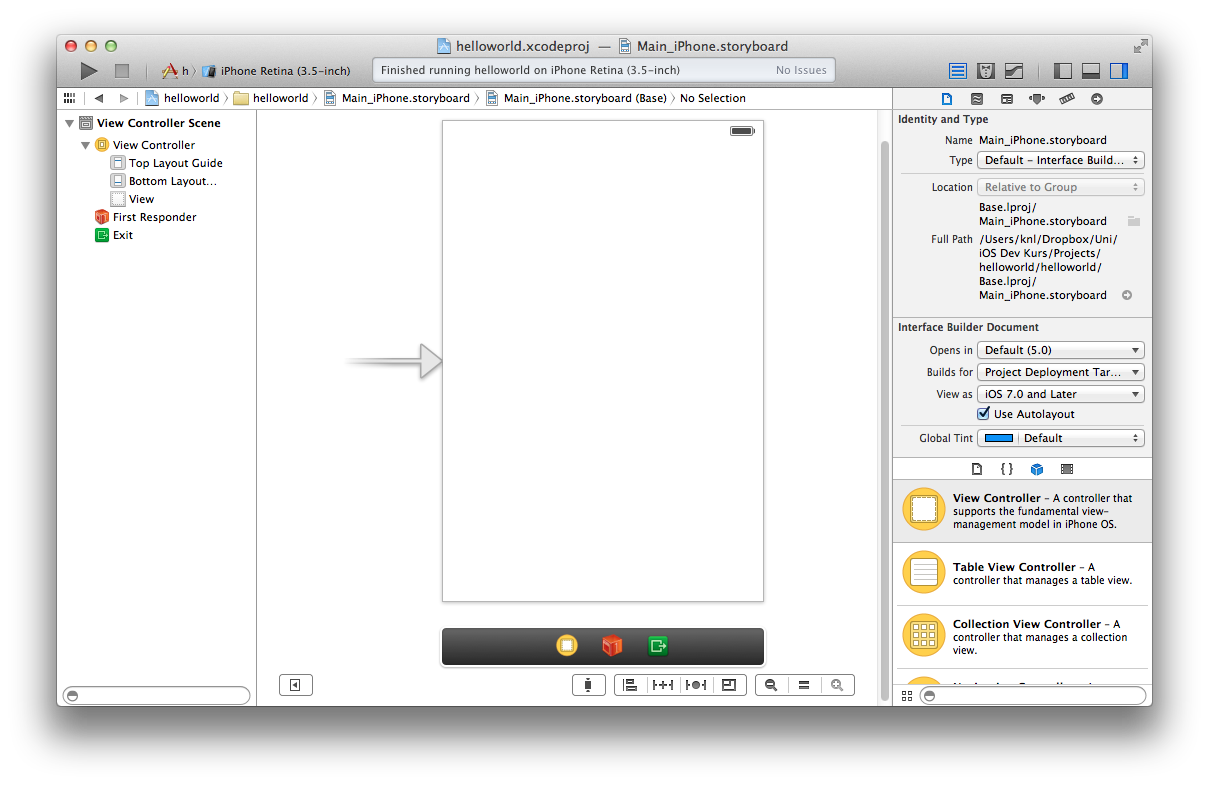 helloworld.xcodeproj — Main_iPhone.storyboard
h iPhone Retina (3.5-inch)
Finished running helloworld on iPhone Retina (3.5-inch) No Issues
helloworld helloworld Main_iPhone.storyboard Main_iPhone.storyboard (Base) No Selection
View Controller Scene
View Controller
Top Layout Guide
Bottom Layout...
View
First Responder
Exit
Identity and Type
Name Main_iPhone.storyboard
Type Default – Interface Build...
Location Relative to Group
Base.lproj/
Main_iPhone.storyboard
Full Path /Users/knl/Dropbox/Uni/
iOS Dev Kurs/Projects/
helloworld/helloworld/
Base.lproj/
Main_iPhone.storyboard
Interface Builder Document
Opens in Default (5.0)
Builds for Project Deployment Tar...
View as iOS 7.0 and Later
Use Autolayout
Global Tint Default
{ }
View Controller – A controller that
supports the fundamental view-
management model in iPhone OS.
Table View Controller – A
controller that manages a table view.
Collection View Controller – A
controller that manages a collection
view.